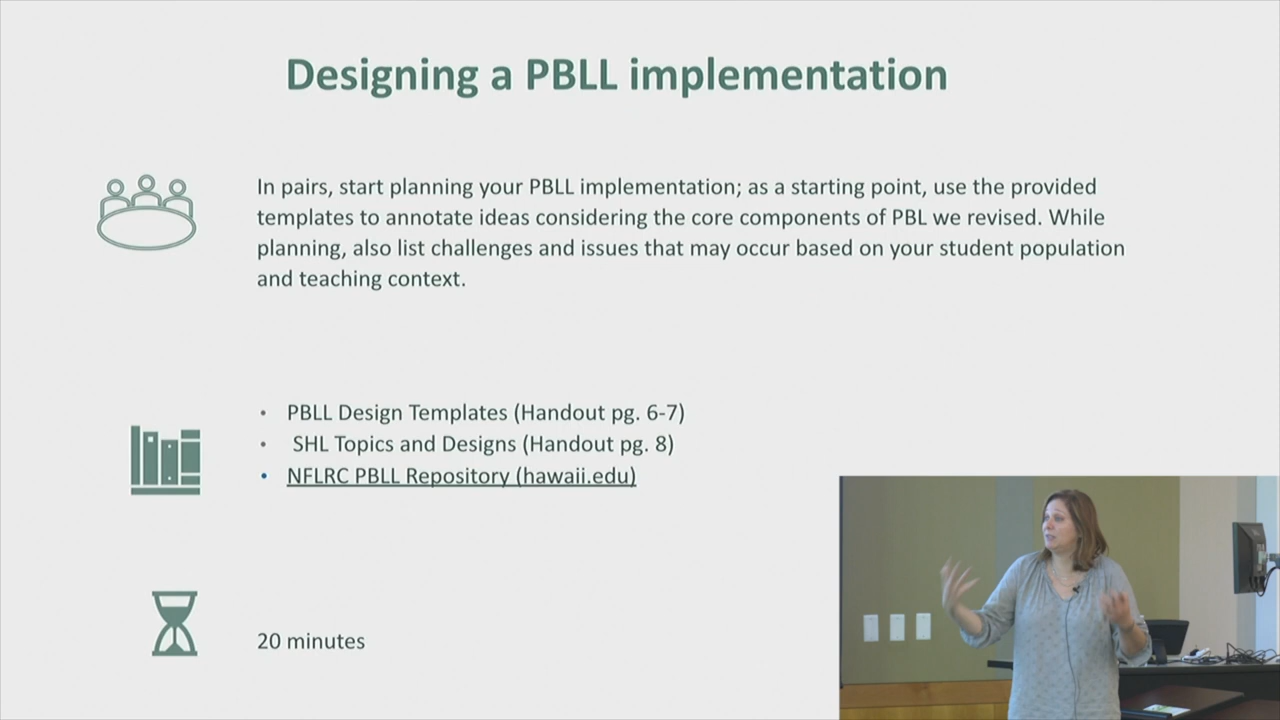 Designing a PBLL implementation
In pairs, start planning your PBLL implementation; as a starting point, use the provided
templates to annotate ideas considering the core components of PBL we revised. While
planning, also list challenges and issues that may occur based on your student population
and teaching context.
• PBLL Design Templates (Handout pg. 6-7)
• SHL Topics and Designs (Handout pg. 8)
• NFLRC PBLL Repository (hawaii.edu)
20 minutes